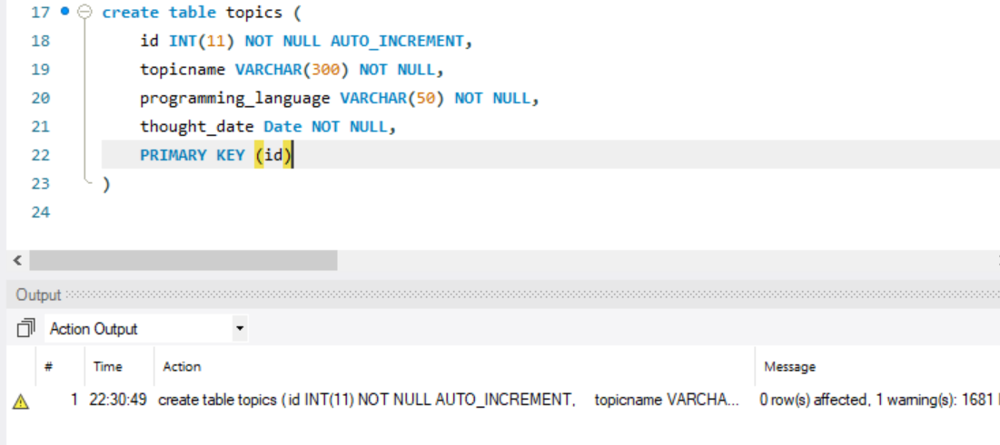 17 create table topics (
18 id INT(11) NOT NULL AUTO_INCREMENT,
19 topicname VARCHAR(300) NOT NULL,
20 programming_language VARCHAR(50) NOT NULL,
21 thought_date Date NOT NULL,
22 PRIMARY KEY (id)
23 )
24
Output
Action Output
# Time Action Message
1 22:30:49 create table topics ( id INT(11) NOT NULL AUTO_INCREMENT, topicname VARCHA... 0 row(s) affected, 1 warning(s): 1681